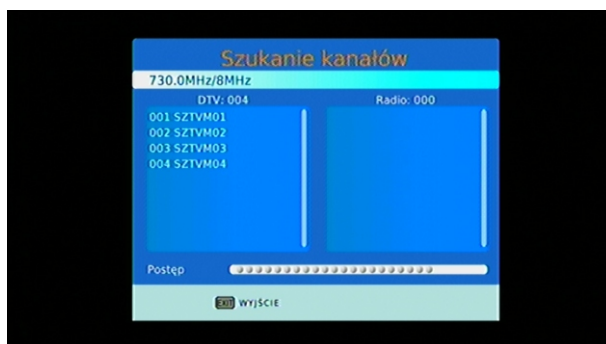 Szukanie kanałów
730.0MHz/8MHz
DTV: 004
Radio: 000
001 SZTVM01
002 SZTVM02
003 SZTVM03
004 SZTVM04
Postęp
EXIT WYJŚCIE